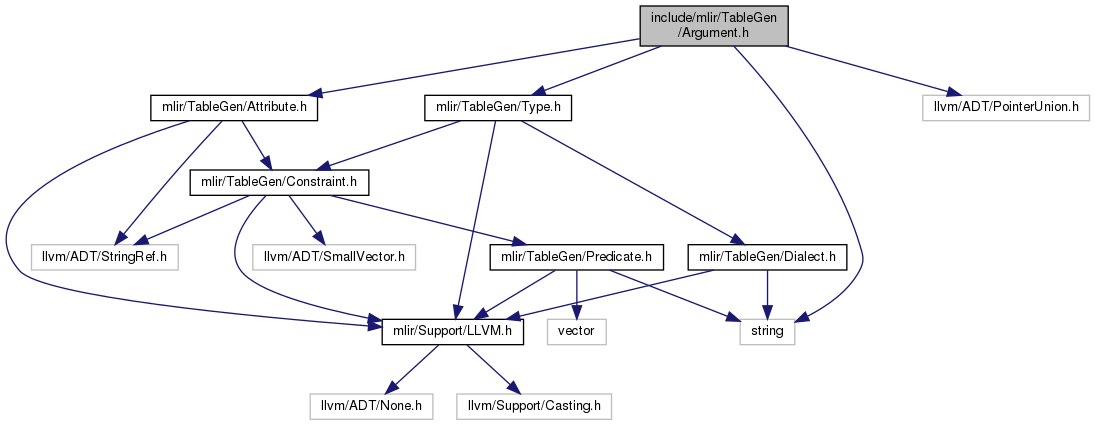 include/mlir/TableGen
/Argument.h
mlir/TableGen/Attribute.h
mlir/TableGen/Type.h
llvm/ADT/PointerUnion.h
mlir/TableGen/Constraint.h
llvm/ADT/StringRef.h
llvm/ADT/SmallVector.h
mlir/TableGen/Predicate.h
mlir/TableGen/Dialect.h
mlir/Support/LLVM.h
vector
string
llvm/ADT/None.h
llvm/Support/Casting.h